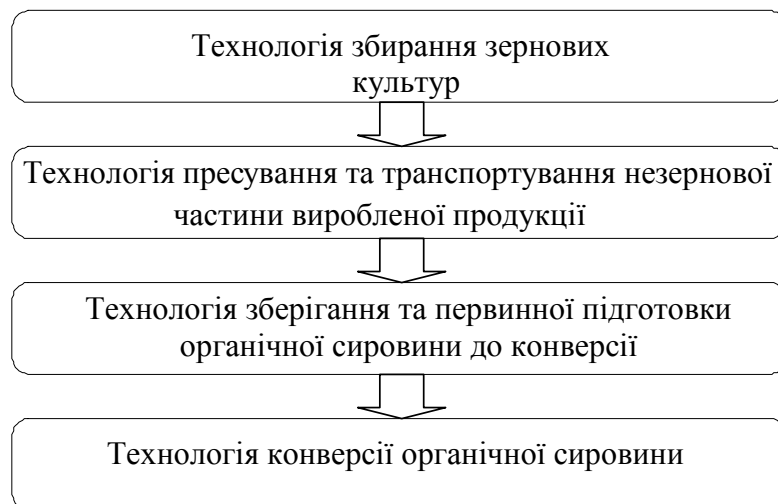 Технологія збирання зернових
культур
Технологія пресування та транспортування незернової
частини виробленої продукції
Технологія зберігання та первинної підготовки
органічної сировини до конверсії
Технологія конверсії органічної сировини